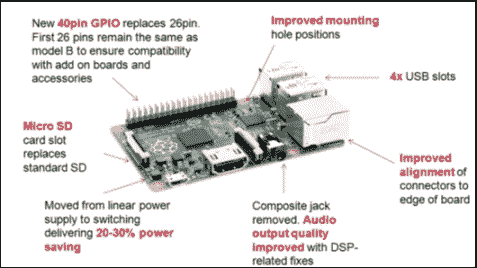 New 40pin GPIO replaces 26pin.
First 26 pins remain the same as
model B to ensure compatibility
with add on boards and
accessories
Improved mounting
hole positions
4x USB slots
Micro SD
card slot
replaces
standard SD
Improved
alignment of
connectors to
edge of board
Moved from linear power
supply to switching
delivering 20-30% power
saving
Composite jack
removed. Audio
output quality
improved with DSP-
related fixes